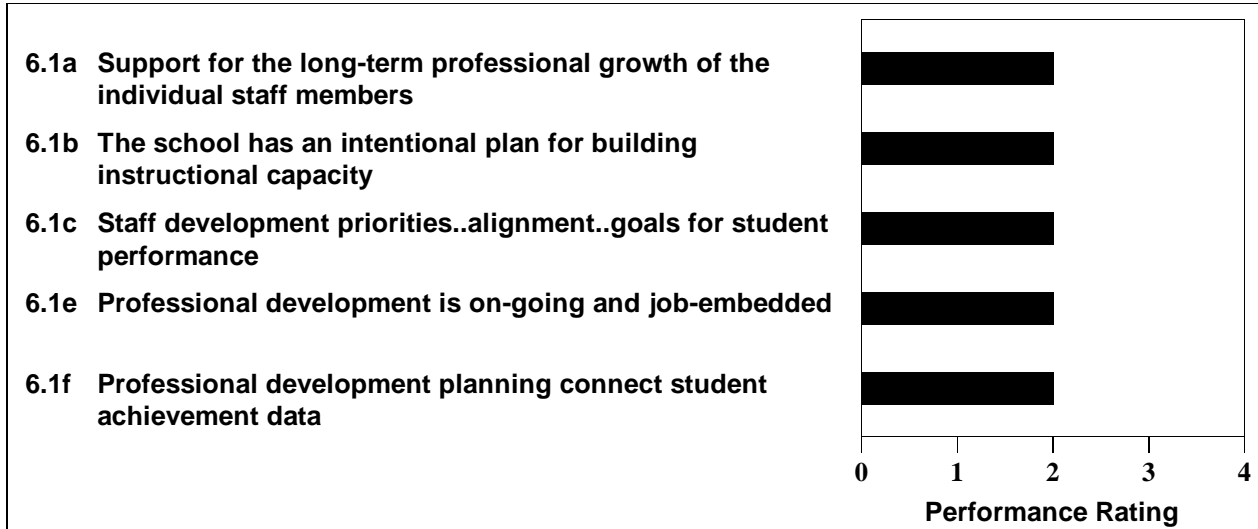 6.1a Support for the long-term professional growth of the
individual staff members
6.1b The school has an intentional plan for building
instructional capacity
6.1c Staff development priorities..alignment..goals for student
performance
6.1e Professional development is on-going and job-embedded
6.1f Professional development planning connect student
achievement data
0 1 2 3 4
Performance Rating